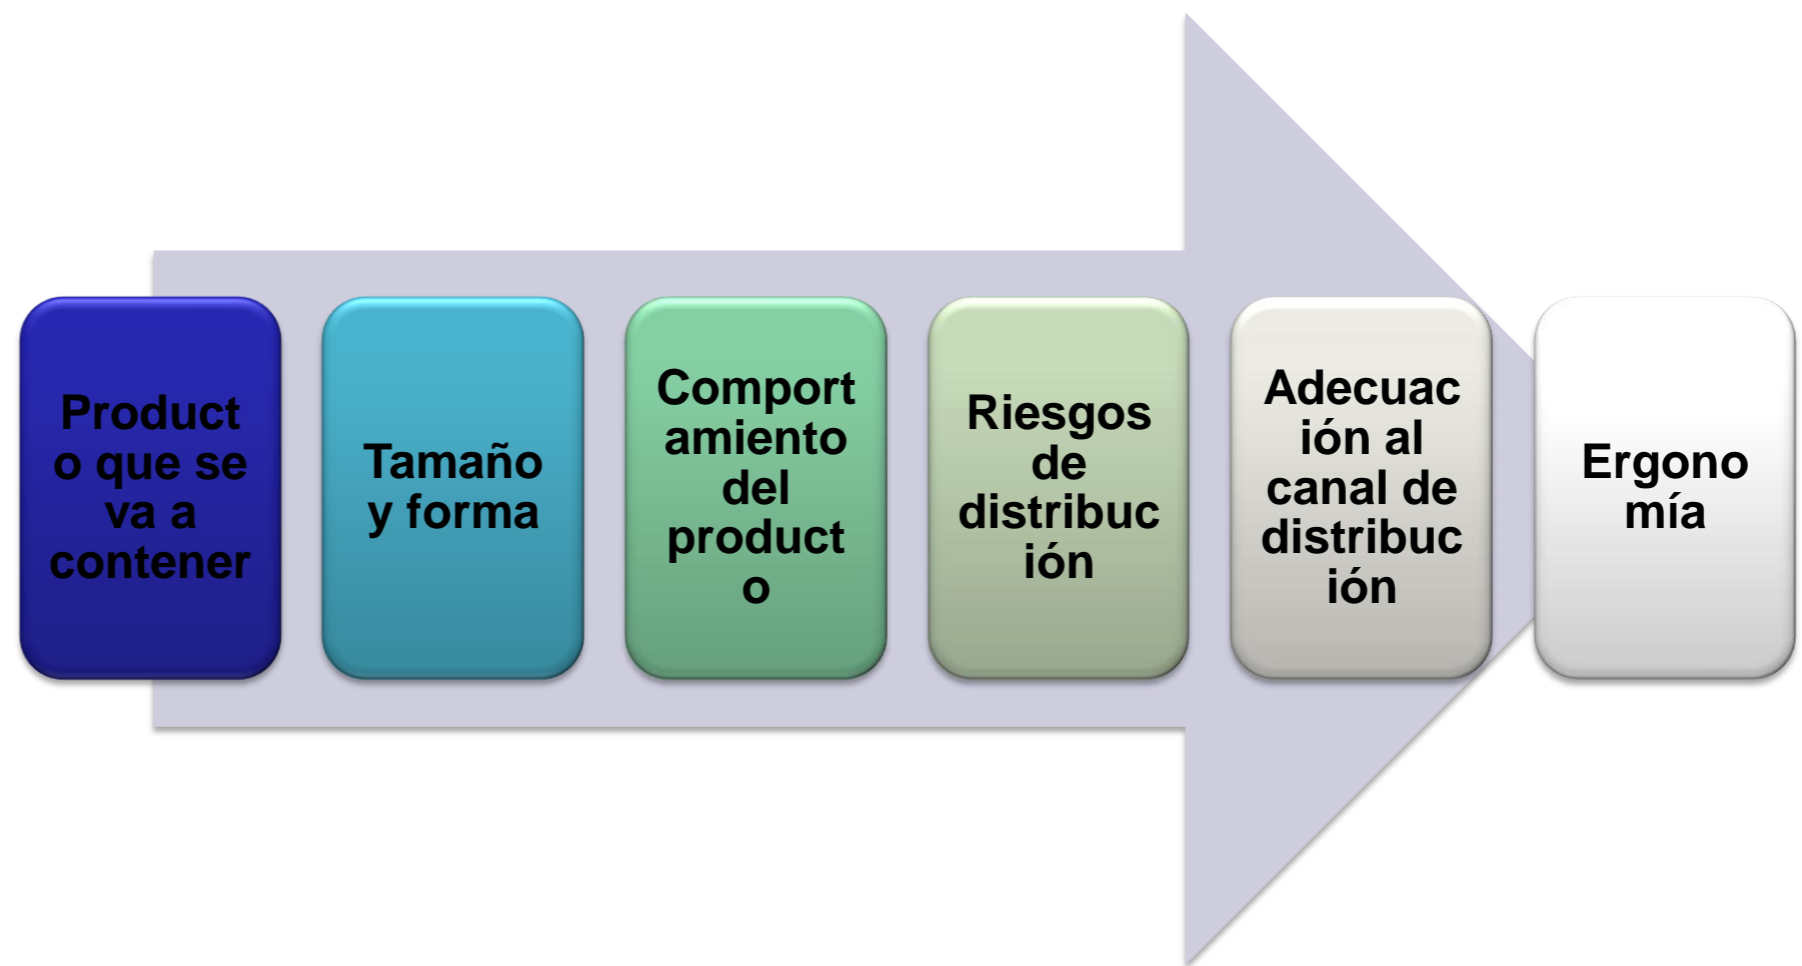 Product
o que se
va a
contener
Tamaño
y forma
Comport
amiento
del
product
o
Riesgos
de
distribuc
ión
Adecuac
ión al
canal de
distribuc
ión
Ergono
mía